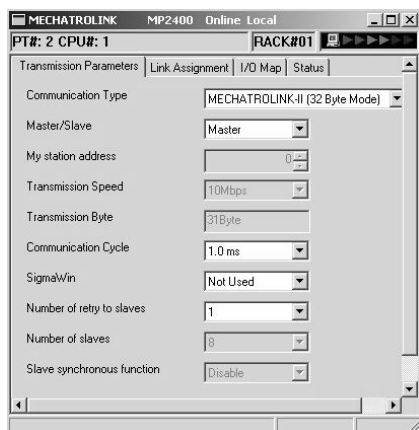 MECHATROLINK MP2400 Online Local
PT#: 2 CPU#: 1 RACK#01
Transmission Parameters Link Assignment I/O Map Status
Communication Type MECHATROLINK-II (32 Byte Mode)
Master/Slave Master
My station address 0
Transmission Speed 10Mbps
Transmission Byte 31Byte
Communication Cycle 1.0 ms
SigmaWin Not Used
Number of retry to slaves 1
Number of slaves 8
Slave synchronous function Disable